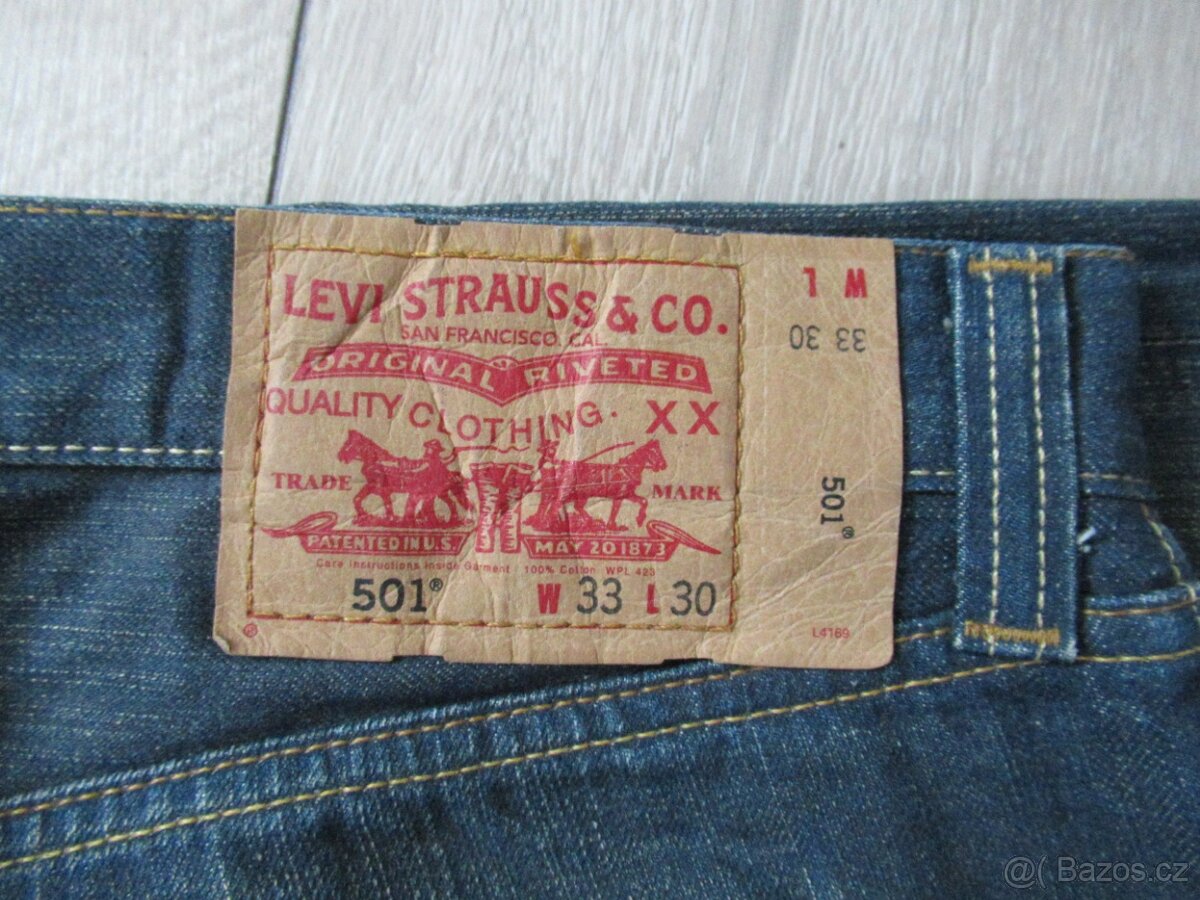 LEVI STRAUSS & CO.
SAN FRANCISCO, CAL.
ORIGINAL RIVETED
QUALITY CLOTHING. XX
TRADE MARK
PATENTED IN U.S. MAY 20 1873
Care Instructions Inside Garment 100% Cotton WPL 423
501® W 33 L 30
®
W L
33 30
501®
L4169
@( Bazos.cz